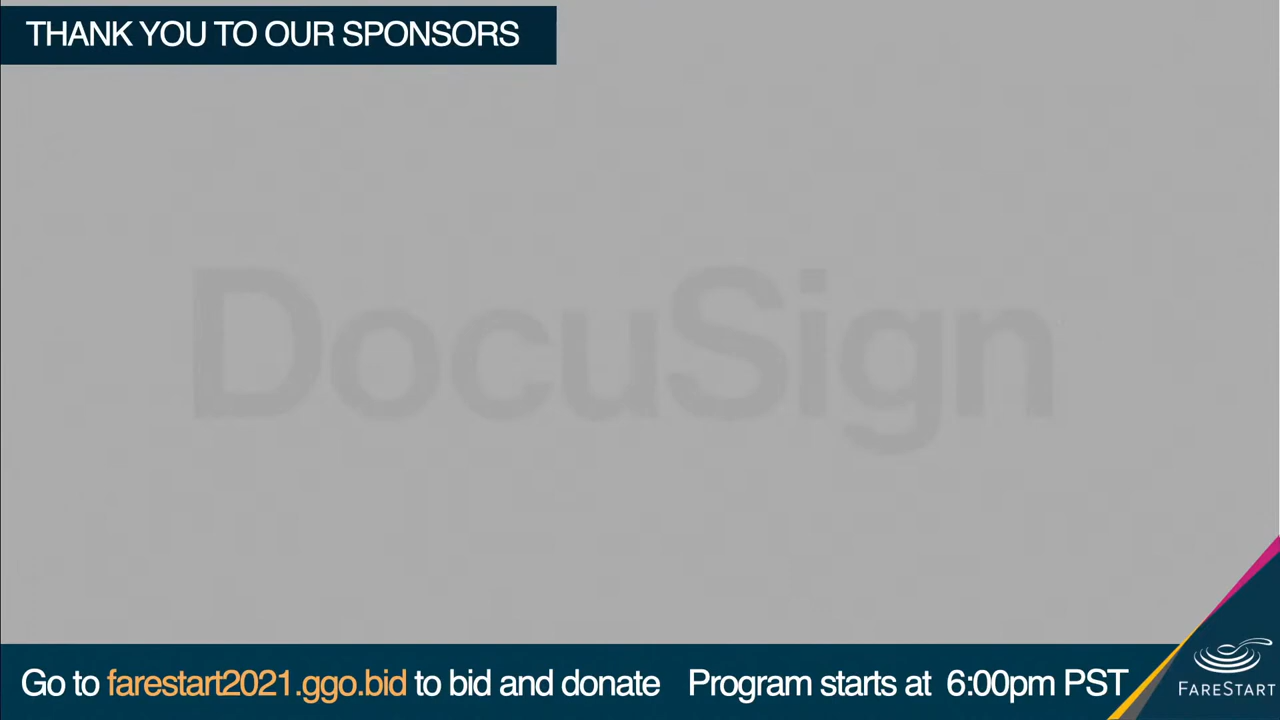 THANK YOU TO OUR SPONSORS
DocuSign
Go to farestart2021.ggo.bid to bid and donate Program starts at 6:00pm PST
FARESTART